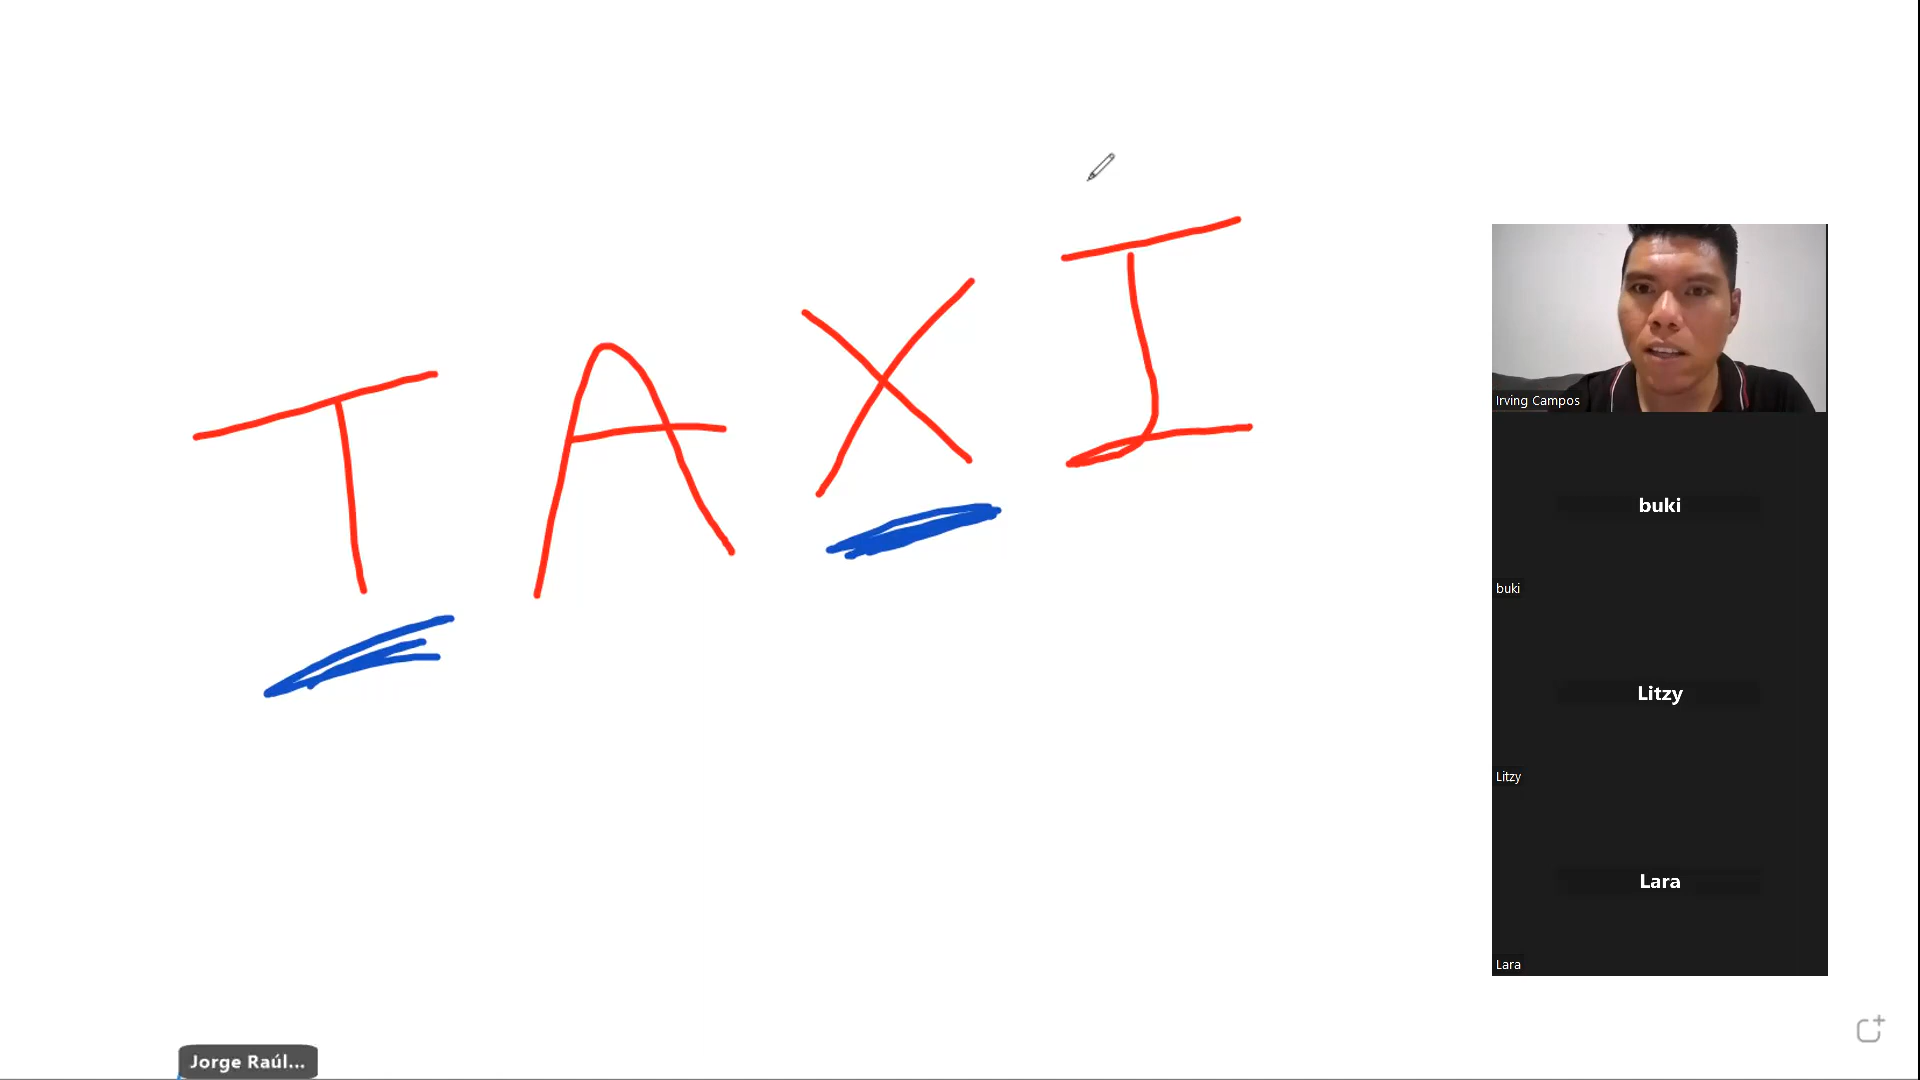 TAXI
Irving Campos
buki
buki
Litzy
Litzy
Lara
Lara
Jorge Raúl...